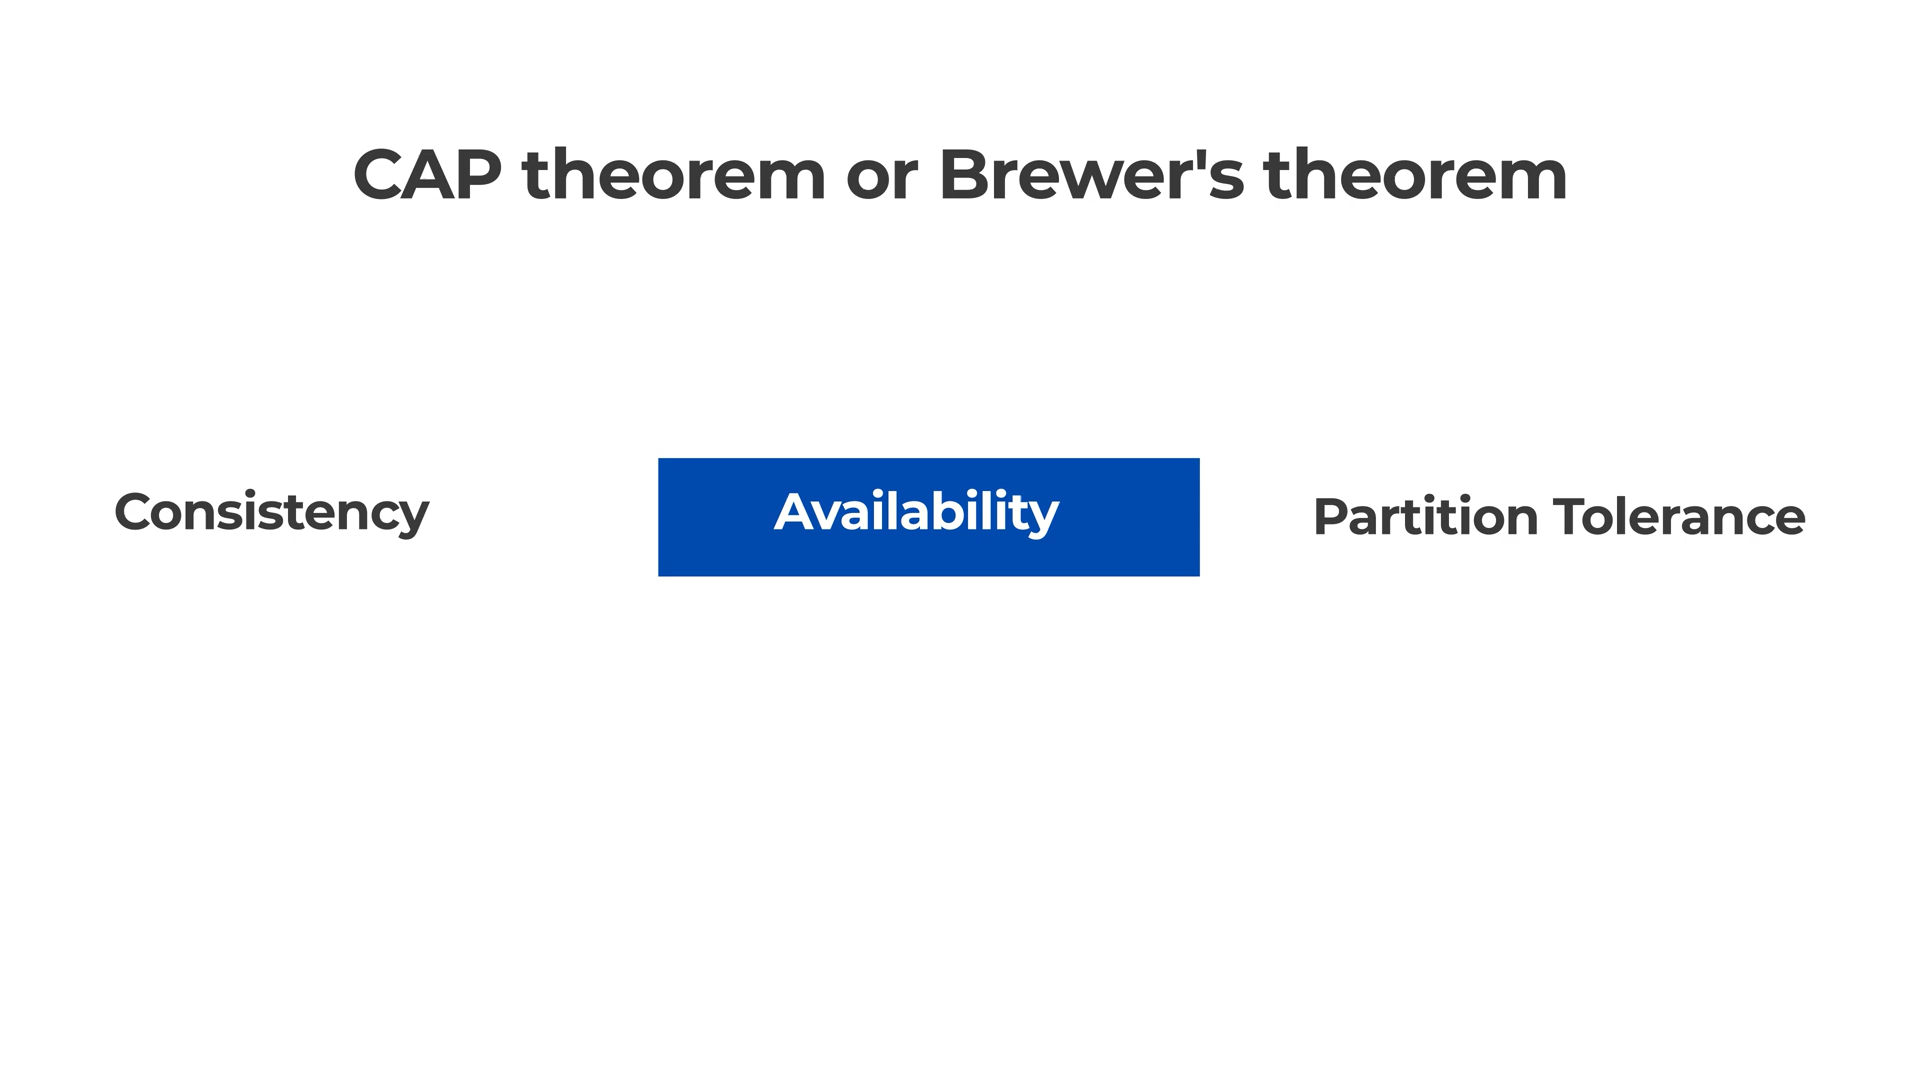 CAP theorem or Brewer's theorem
Consistency
Availability
Partition Tolerance